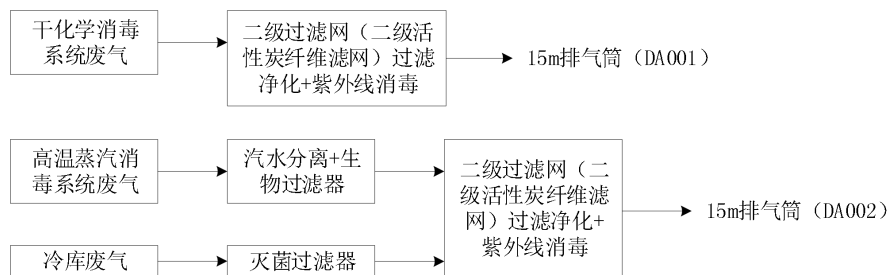 干化学消毒
系统废气
二级过滤网（二级活
性炭纤维滤网）过滤
净化+紫外线消毒
15m排气筒（DA001）
高温蒸汽消
毒系统废气
汽水分离+生
物过滤器
二级过滤网（二
级活性炭纤维滤
网）过滤净化+
紫外线消毒
15m排气筒（DA002）
冷库废气
灭菌过滤器